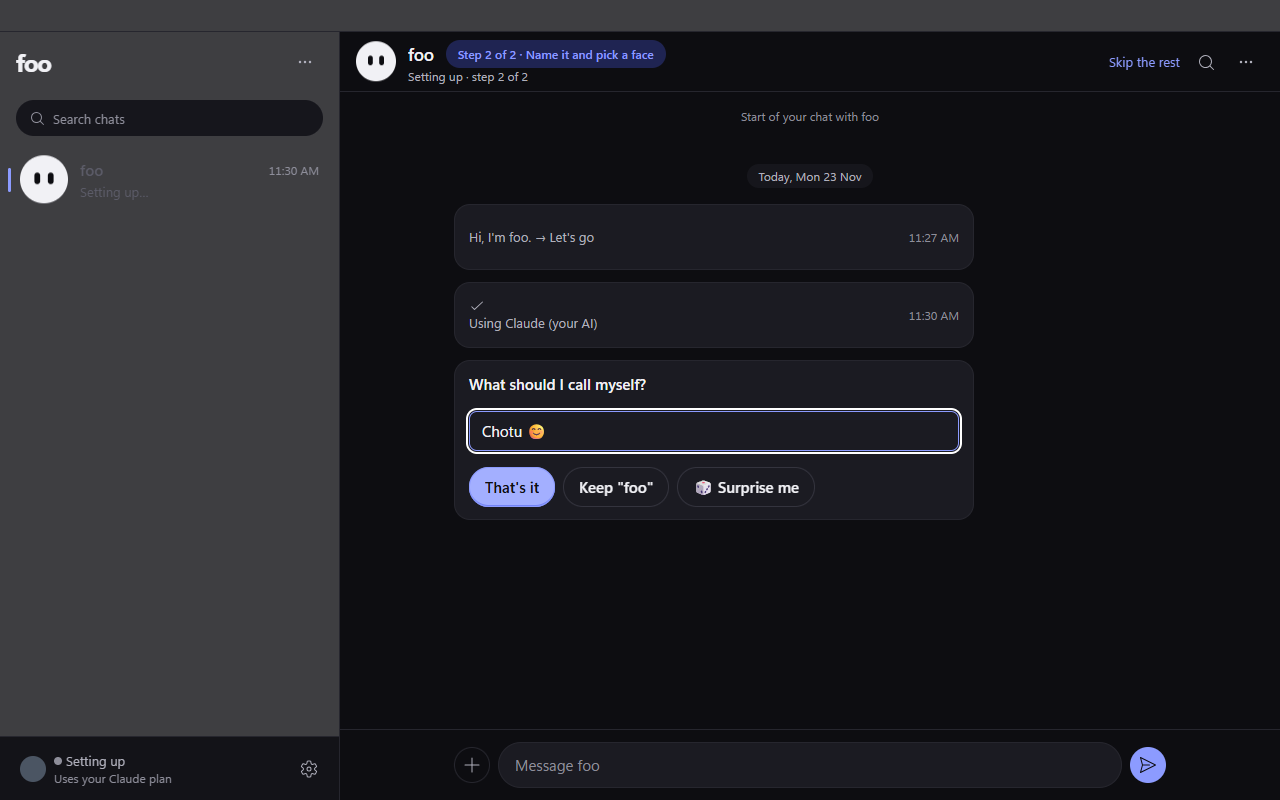 foo
...
Search chats
foo
11:30 AM
Setting up...
foo
Step 2 of 2 · Name it and pick a face
Setting up · step 2 of 2
Skip the rest
...
Start of your chat with foo
Today, Mon 23 Nov
Hi, I'm foo. → Let's go
11:27 AM
✓
Using Claude (your AI)
11:30 AM
What should I call myself?
Chotu 😊
That's it
Keep "foo"
🎲 Surprise me
Setting up
Uses your Claude plan
Message foo